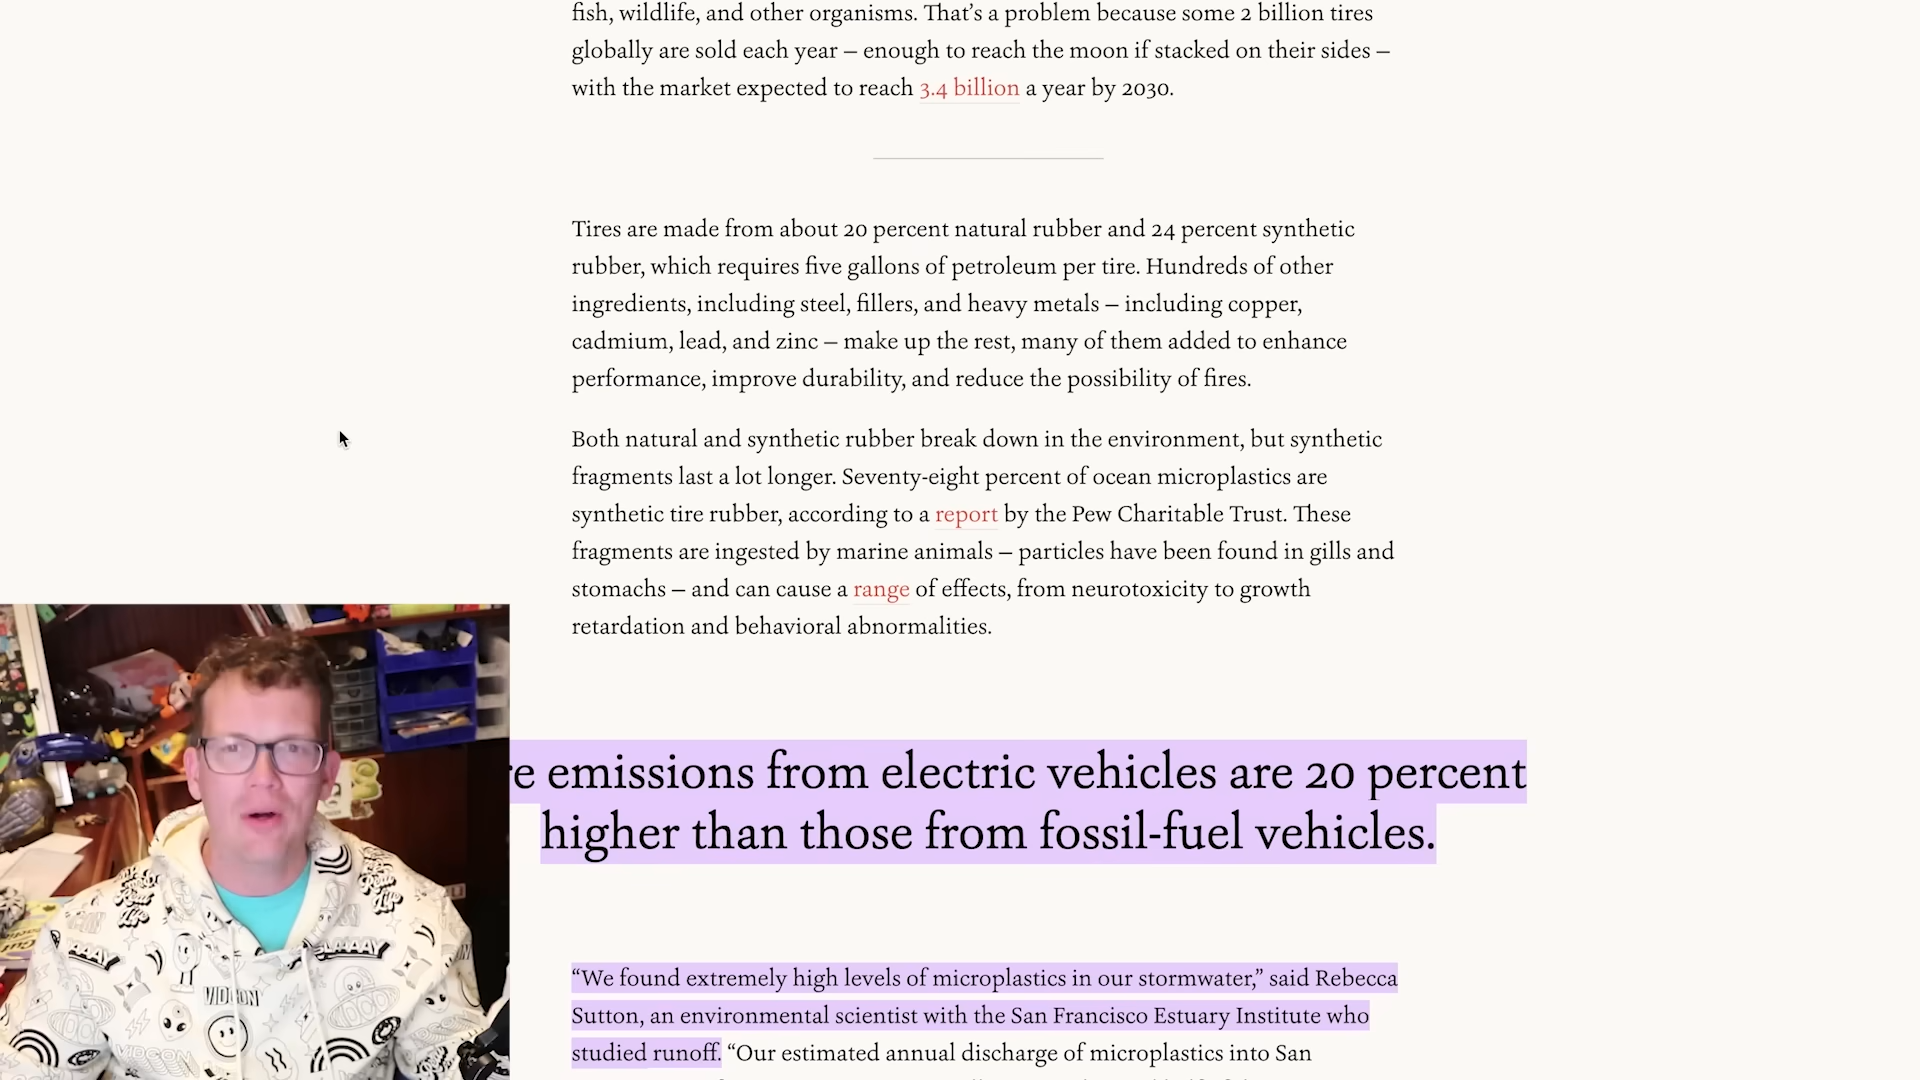 fish, wildlife, and other organisms. That’s a problem because some 2 billion tires
globally are sold each year – enough to reach the moon if stacked on their sides –
with the market expected to reach 3.4 billion a year by 2030.
Tires are made from about 20 percent natural rubber and 24 percent synthetic
rubber, which requires five gallons of petroleum per tire. Hundreds of other
ingredients, including steel, fillers, and heavy metals – including copper,
cadmium, lead, and zinc – make up the rest, many of them added to enhance
performance, improve durability, and reduce the possibility of fires.
Both natural and synthetic rubber break down in the environment, but synthetic
fragments last a lot longer. Seventy-eight percent of ocean microplastics are
synthetic tire rubber, according to a report by the Pew Charitable Trust. These
fragments are ingested by marine animals – particles have been found in gills and
stomachs – and can cause a range of effects, from neurotoxicity to growth
retardation and behavioral abnormalities.
emissions from electric vehicles are 20 percent
higher than those from fossil-fuel vehicles.
“We found extremely high levels of microplastics in our stormwater,” said Rebecca
Sutton, an environmental scientist with the San Francisco Estuary Institute who
studied runoff. “Our estimated annual discharge of microplastics into San
VIDCON
VIDCON